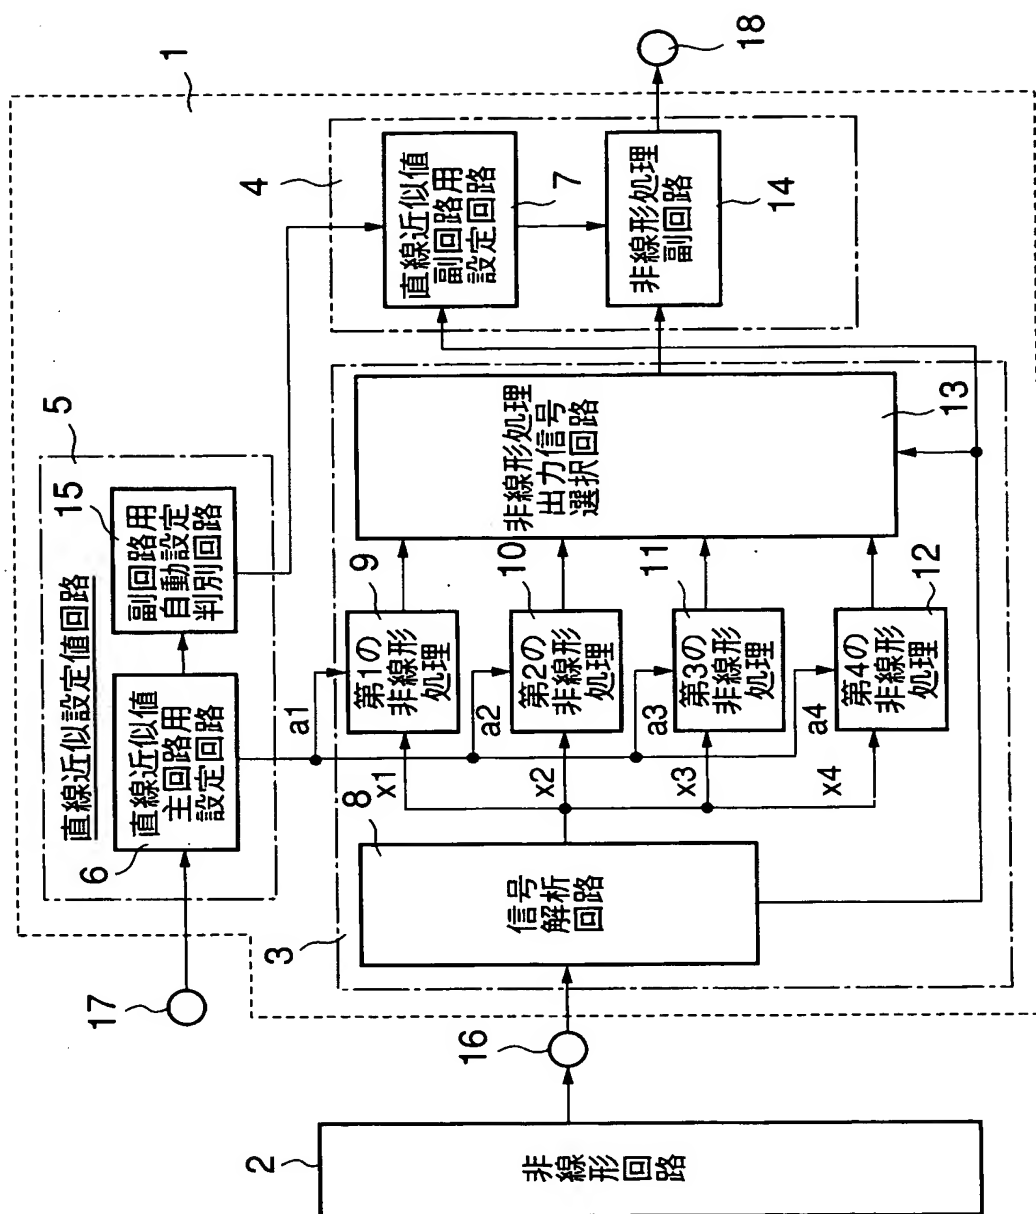 1
18
4
直線近似値
副回路用
設定回路
7
非線形処理
副回路
14
5
直線近似設定値回路
15
副回路用
自動設定
判別回路
6
直線近似値
主回路用
設定回路
17
非線形処理
出力信号
選択回路
13
a1
9
第1の
非線形
処理
a2
10
第2の
非線形
処理
a3
11
第3の
非線形
処理
a4
12
第4の
非線形
処理
x1
x2
x3
x4
8
信号
解析
回路
3
16
2
非線形回路